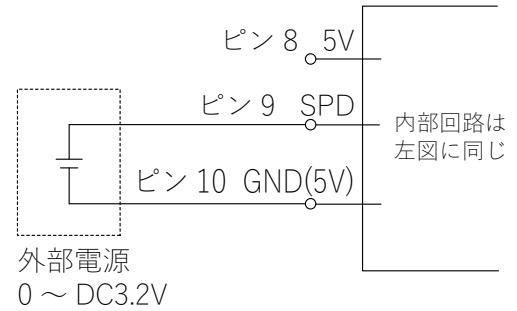 ピン 8 5V
ピン 9 SPD
内部回路は
左図に同じ
ピン 10 GND(5V)
外部電源
0 〜 DC3.2V